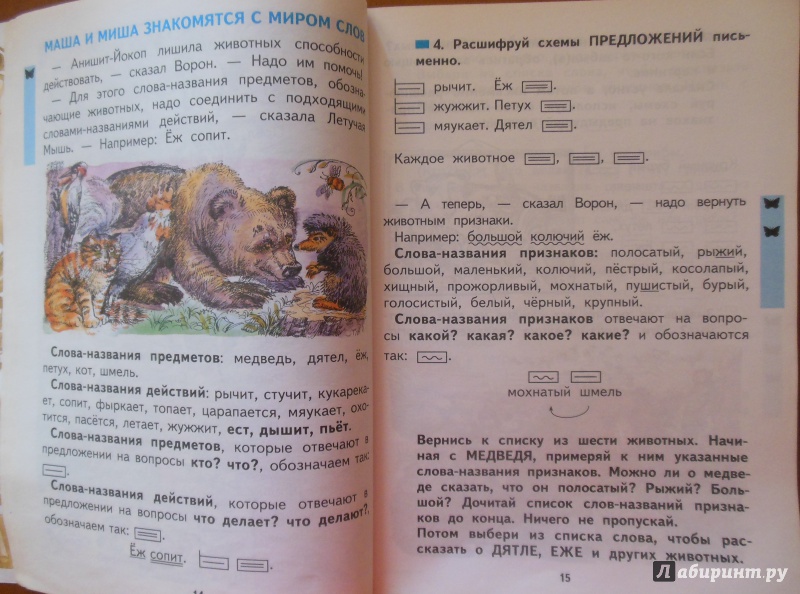 МАША И МИША ЗНАКОМЯТСЯ С МИРОМ СЛОВ
— Анишит-Йокоп лишила животных способности
действовать, — сказал Ворон. — Надо им помочь!
— Для этого слова-названия предметов, обозна-
чающие животных, надо соединить с подходящими
словами-названиями действий, — сказала Летучая
Мышь. — Например: Ёж сопит.
Слова-названия предметов: медведь, дятел, ёж,
петух, кот, шмель.
Слова-названия действий: рычит, стучит, кукарека-
ет, сопит, фыркает, топает, царапается, мяукает, охо-
тится, пасётся, летает, жужжит, ест, дышит, пьёт.
Слова-названия предметов, которые отвечают в
предложении на вопросы кто? что?, обозначаем так:
Слова-названия действий, которые отвечают в
предложении на вопросы что делает? что делают?,
обозначаем так:
Ёж сопит.
4. Расшифруй схемы ПРЕДЛОЖЕНИЙ пись-
менно.
рычит. Ёж
жужжит. Петух
мяукает. Дятел
Каждое животное , , .
— А теперь, — сказал Ворон, — надо вернуть
животным признаки.
Например: большой колючий ёж.
Слова-названия признаков: полосатый, рыжий,
большой, маленький, колючий, пёстрый, косолапый,
хищный, прожорливый, мохнатый, пушистый, бурый,
голосистый, белый, чёрный, крупный.
Слова-названия признаков отвечают на вопро-
сы какой? какая? какое? какие? и обозначаются
так: .
мохнатый шмель
Вернись к списку из шести животных. Начи-
ная с МЕДВЕДЯ, примеряй к ним указанные
слова-названия признаков. Можно ли о медве-
де сказать, что он полосатый? Рыжий? Боль-
шой? Дочитай список слов-названий призна-
ков до конца. Ничего не пропускай.
Потом выбери из списка слова, чтобы рас-
сказать о ДЯТЛЕ, ЕЖЕ и других животных.
15
Лабиринт.ру